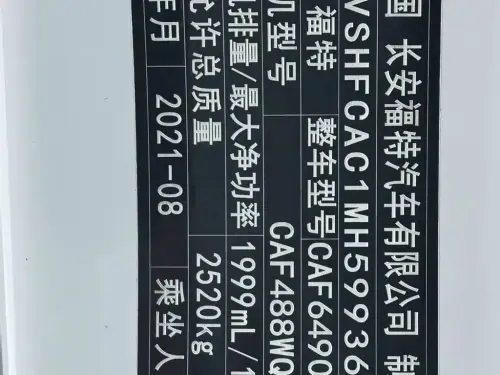 国 长安福特汽车有限公司 制
VSHFCAC1MH59936
福特 整车型号 CAF6490
机型号 CAF488WQ
机排量/最大净功率 1999mL/1
允许总质量 2520kg
年月 2021-08 乘坐人